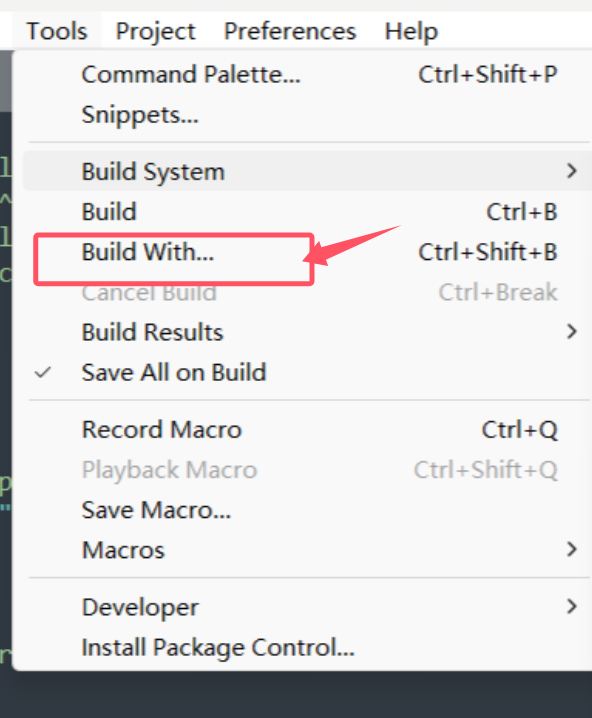 Tools Project Preferences Help
Command Palette... Ctrl+Shift+P
Snippets...
Build System
Build Ctrl+B
Build With... Ctrl+Shift+B
Cancel Build Ctrl+Break
Build Results
Save All on Build
Record Macro Ctrl+Q
Playback Macro Ctrl+Shift+Q
Save Macro...
Macros
Developer
Install Package Control...